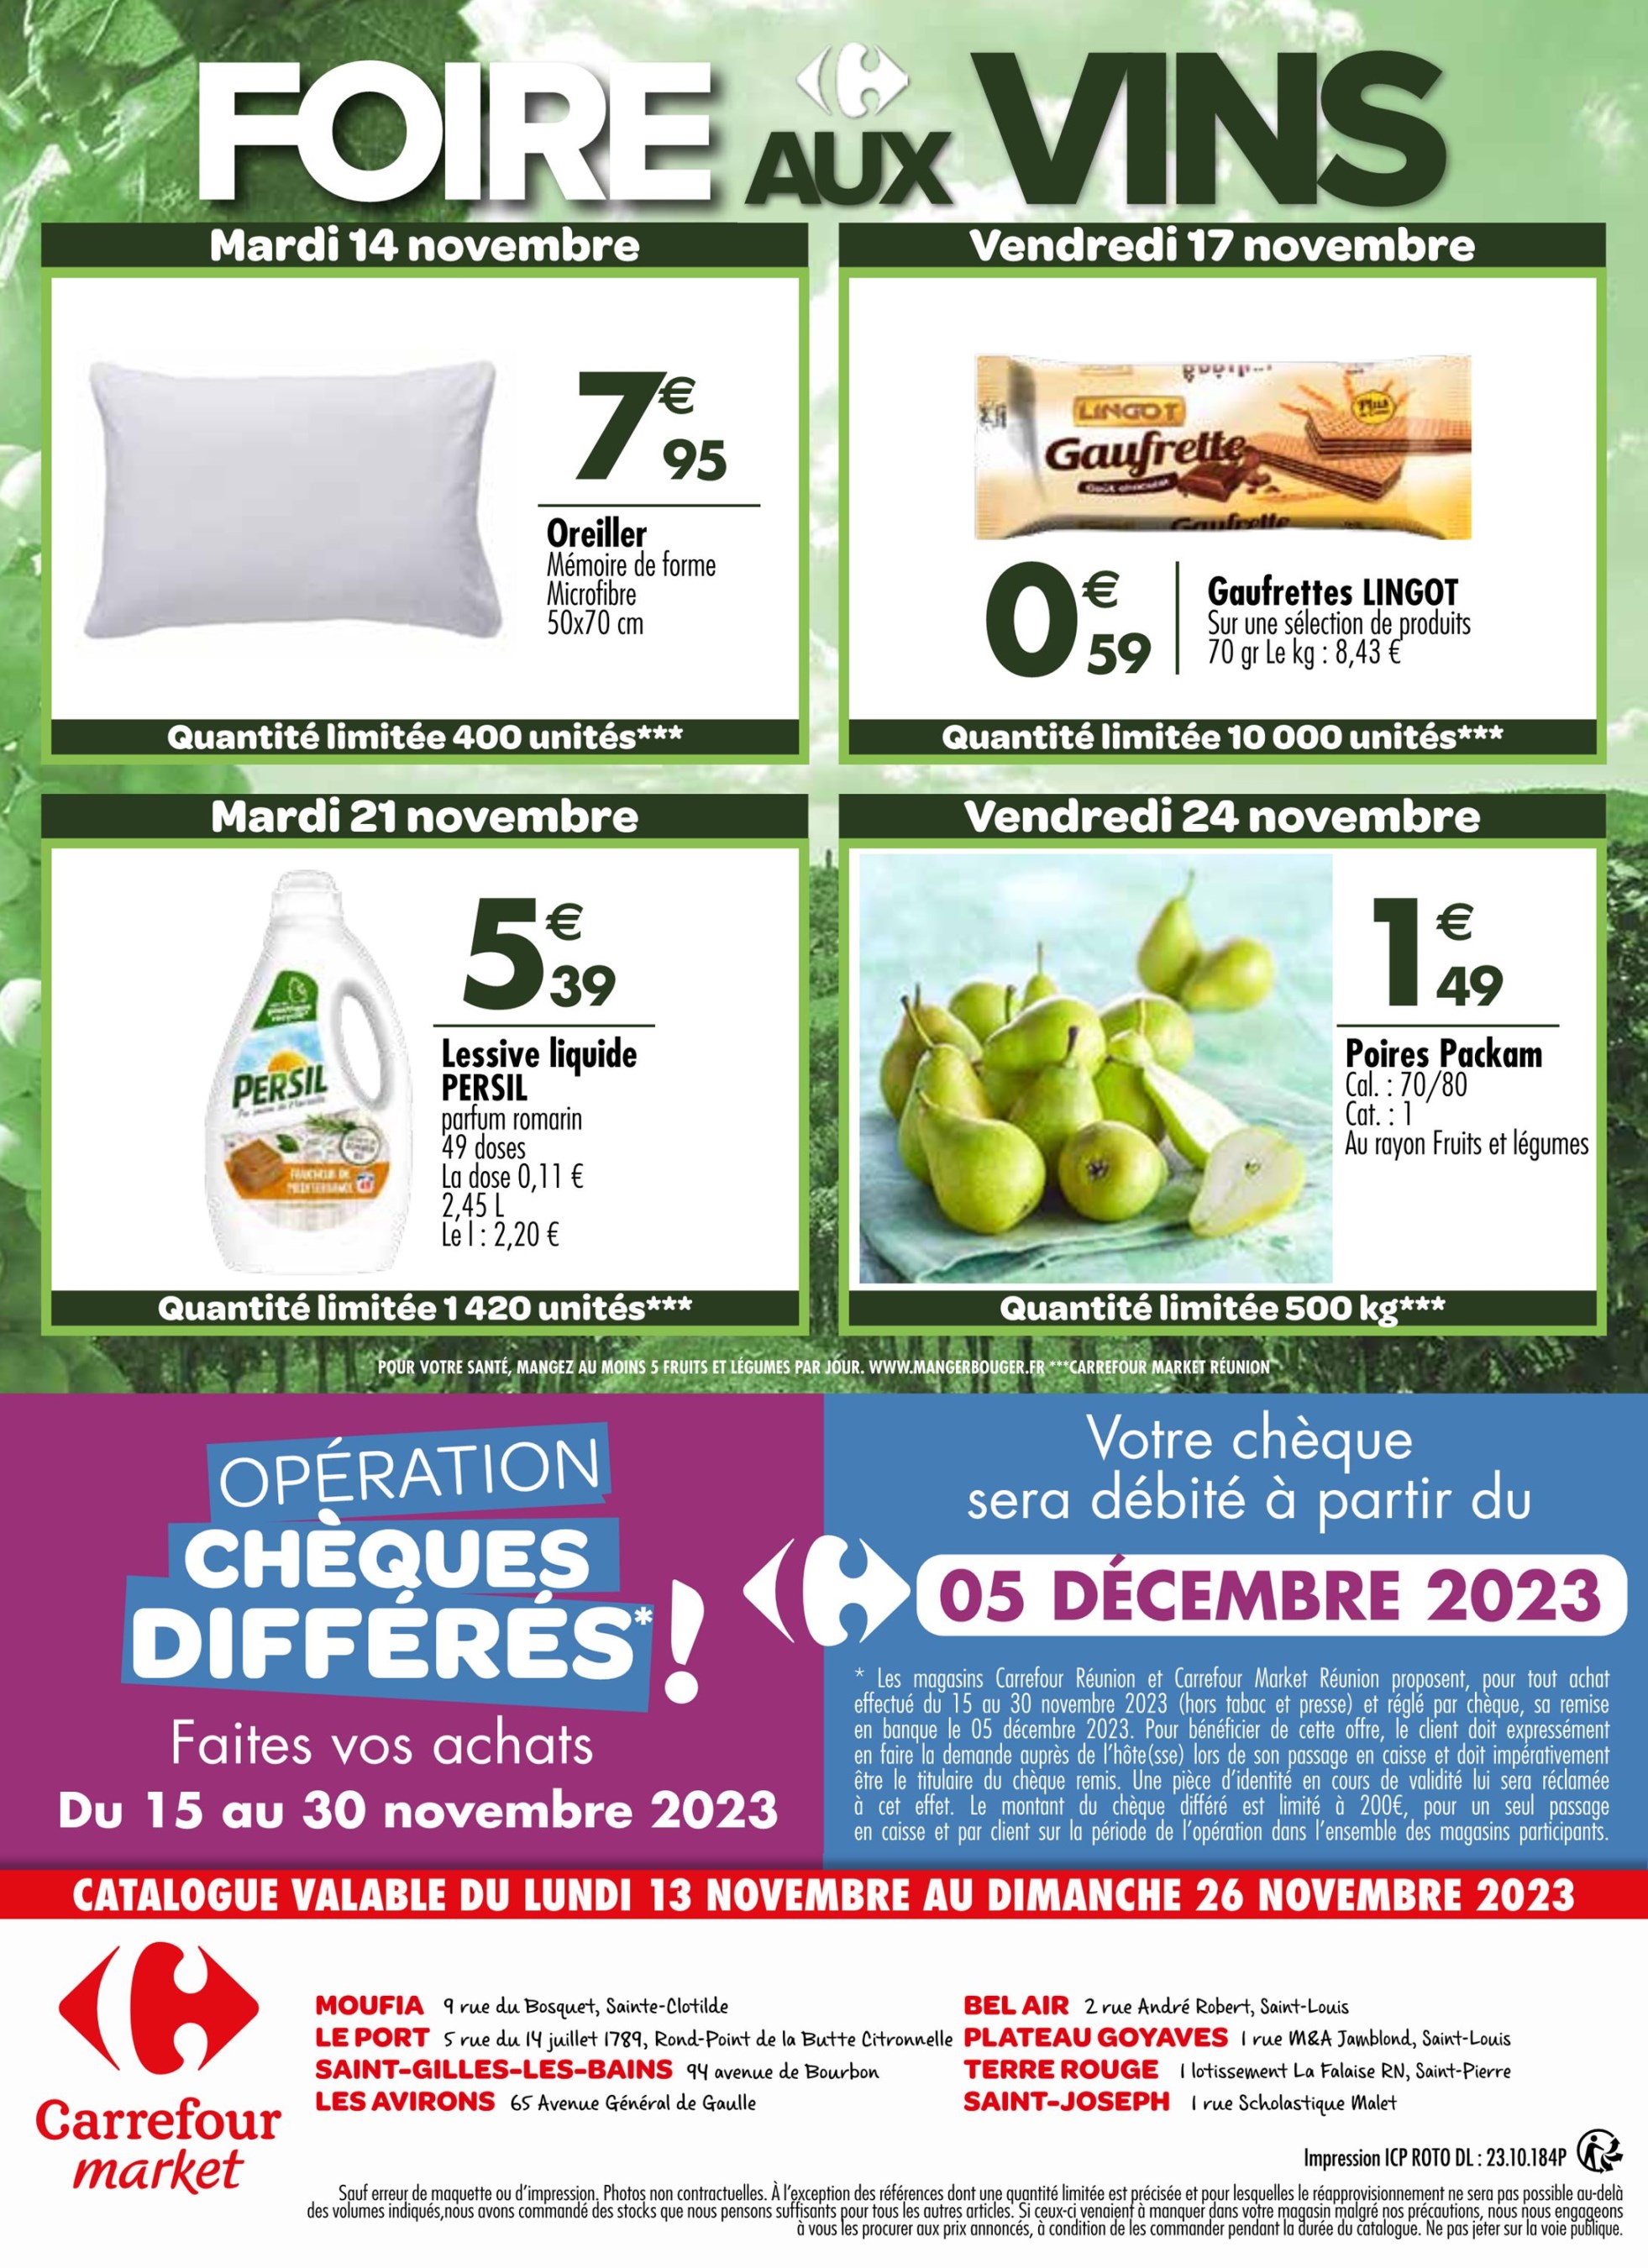 FOIRE AUX VINS
Mardi 14 novembre
7€95
Oreiller
Mémoire de forme
Microfibre
50x70 cm
Quantité limitée 400 unités***
Vendredi 17 novembre
LINGOT
Gaufrette
Goût chocolat
Plus
Gaufrette
0€59
Gaufrettes LINGOT
Sur une sélection de produits
70 gr Le kg : 8,43 €
Quantité limitée 10 000 unités***
Mardi 21 novembre
PERSIL
5€39
Lessive liquide
PERSIL
parfum romarin
49 doses
La dose 0,11 €
2,45 L
Le l : 2,20 €
Quantité limitée 1 420 unités***
Vendredi 24 novembre
1€49
Poires Packam
Cal. : 70/80
Cat. : 1
Au rayon Fruits et légumes
Quantité limitée 500 kg***
POUR VOTRE SANTÉ, MANGEZ AU MOINS 5 FRUITS ET LÉGUMES PAR JOUR. WWW.MANGERBOUGER.FR ***CARREFOUR MARKET RÉUNION
OPÉRATION
CHÈQUES
DIFFÉRÉS*!
Faites vos achats
Du 15 au 30 novembre 2023
Votre chèque
sera débité à partir du
05 DÉCEMBRE 2023
* Les magasins Carrefour Réunion et Carrefour Market Réunion proposent, pour tout achat
effectué du 15 au 30 novembre 2023 (hors tabac et presse) et réglé par chèque, sa remise
en banque le 05 décembre 2023. Pour bénéficier de cette offre, le client doit expressément
en faire la demande auprès de l'hôte(sse) lors de son passage en caisse et doit impérativement
être le titulaire du chèque remis. Une pièce d'identité en cours de validité lui sera réclamée
à cet effet. Le montant du chèque différé est limité à 200€, pour un seul passage
en caisse et par client sur la période de l'opération dans l'ensemble des magasins participants.
CATALOGUE VALABLE DU LUNDI 13 NOVEMBRE AU DIMANCHE 26 NOVEMBRE 2023
Carrefour
market
MOUFIA 9 rue du Bosquet, Sainte-Clotilde
LE PORT 5 rue du 14 juillet 1789, Rond-Point de la Butte Citronnelle
SAINT-GILLES-LES-BAINS 94 avenue de Bourbon
LES AVIRONS 65 Avenue Général de Gaulle
BEL AIR 2 rue André Robert, Saint-Louis
PLATEAU GOYAVES 1 rue M&A Jamblond, Saint-Louis
TERRE ROUGE 1 lotissement La Falaise RN, Saint-Pierre
SAINT-JOSEPH 1 rue Scholastique Malet
Impression ICP ROTO DL : 23.10.184P
Sauf erreur de maquette ou d'impression. Photos non contractuelles. À l'exception des références dont une quantité limitée est précisée et pour lesquelles le réapprovisionnement ne sera pas possible au-delà
des volumes indiqués,nous avons commandé des stocks que nous pensons suffisants pour tous les autres articles. Si ceux-ci venaient à manquer dans votre magasin malgré nos précautions, nous nous engageons
à vous les procurer aux prix annoncés, à condition de les commander pendant la durée du catalogue. Ne pas jeter sur la voie publique.